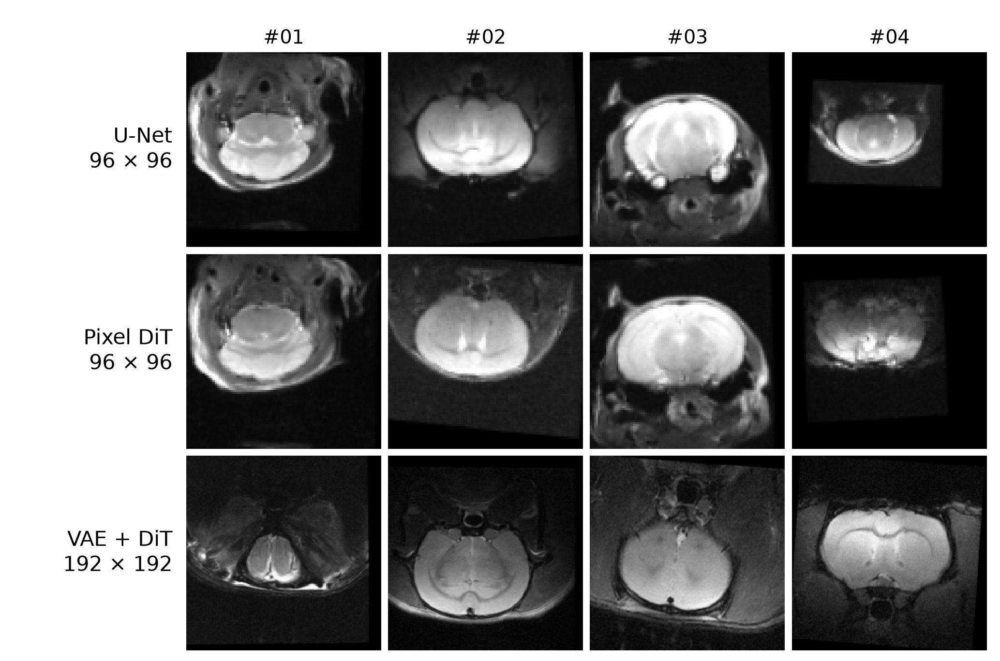 #01 #02 #03 #04
U-Net
96 × 96
Pixel DiT
96 × 96
VAE + DiT
192 × 192